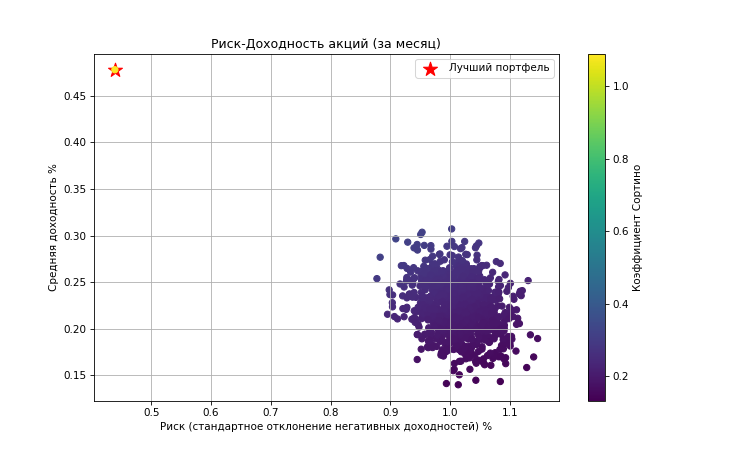 Риск-Доходность акций (за месяц)
Лучший портфель
Средняя доходность %
0.45
0.40
0.35
0.30
0.25
0.20
0.15
0.5 0.6 0.7 0.8 0.9 1.0 1.1
Риск (стандартное отклонение негативных доходностей) %
1.0
0.8
0.6
0.4
0.2
Коэффициент Сортино